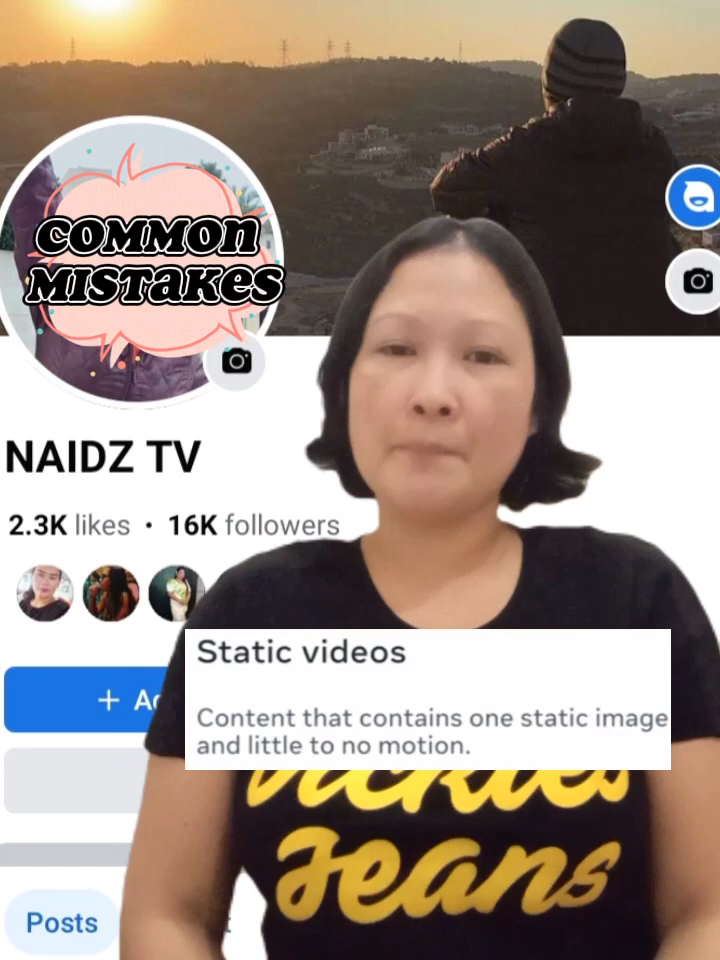 COMMON
MISTAKES
NAIDZ TV
2.3K likes • 16K followers
Static videos
Content that contains one static image
and little to no motion.
Jeans
Posts